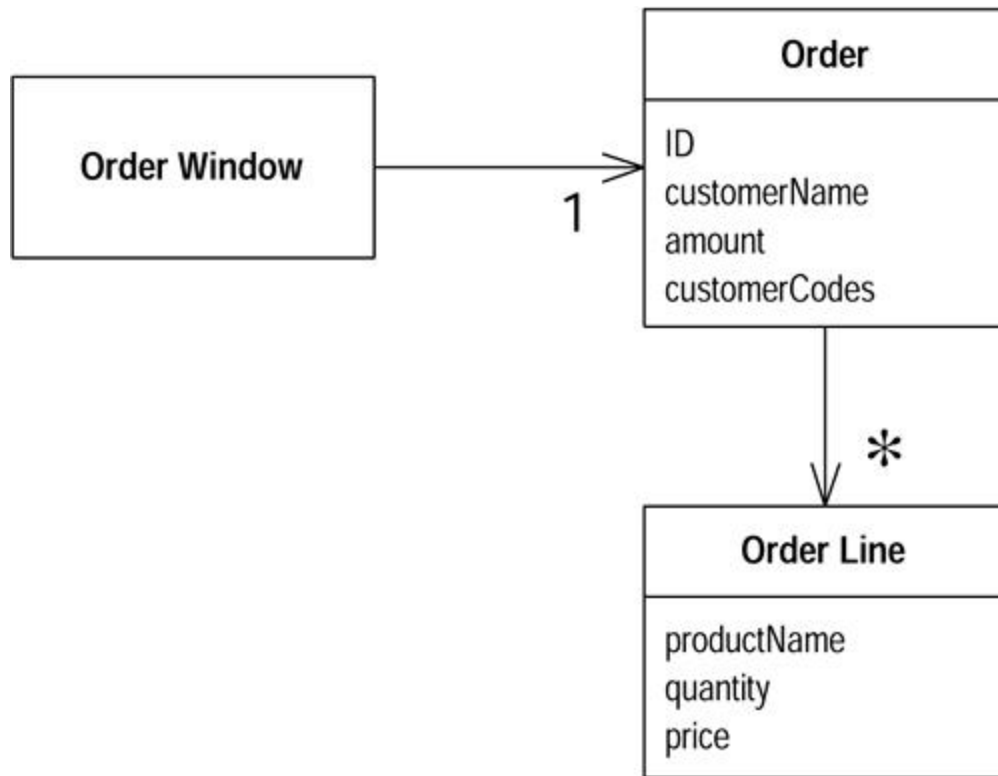 Order Window
1
Order
ID
customerName
amount
customerCodes
*
Order Line
productName
quantity
price